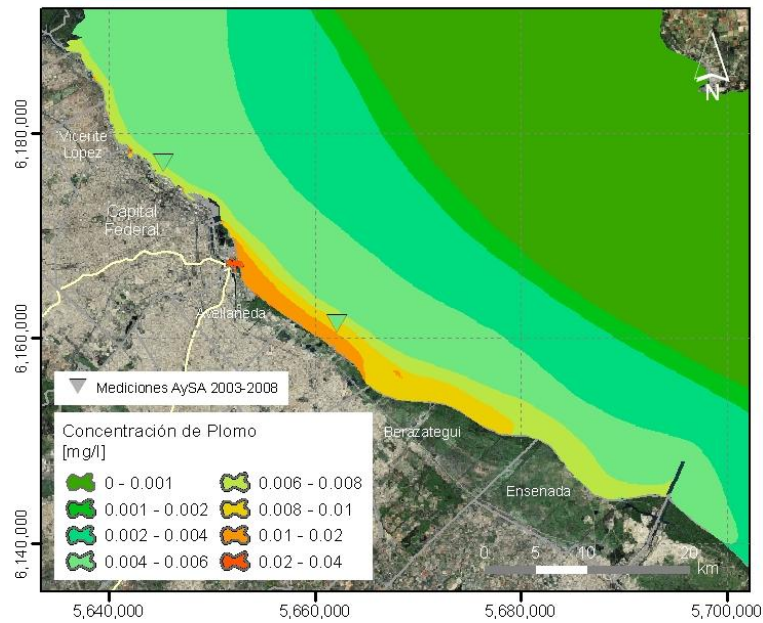 N
6,180,000
6,160,000
6,140,000
Vicente
López
Capital
Federal
Avellaneda
Berazategui
Ensenada
Mediciones AySA 2003-2008
Concentración de Plomo
[mg/l]
0 - 0.001
0.001 - 0.002
0.002 - 0.004
0.004 - 0.006
0.006 - 0.008
0.008 - 0.01
0.01 - 0.02
0.02 - 0.04
0 5 10 20
km
5,640,000 5,660,000 5,680,000 5,700,000